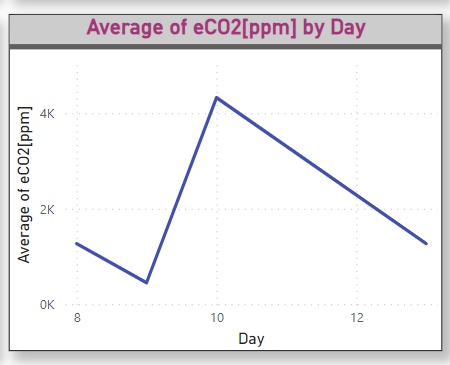 Average of eCO2[ppm] by Day
Average of eCO2[ppm]
4K
2K
0K
8
10
12
Day